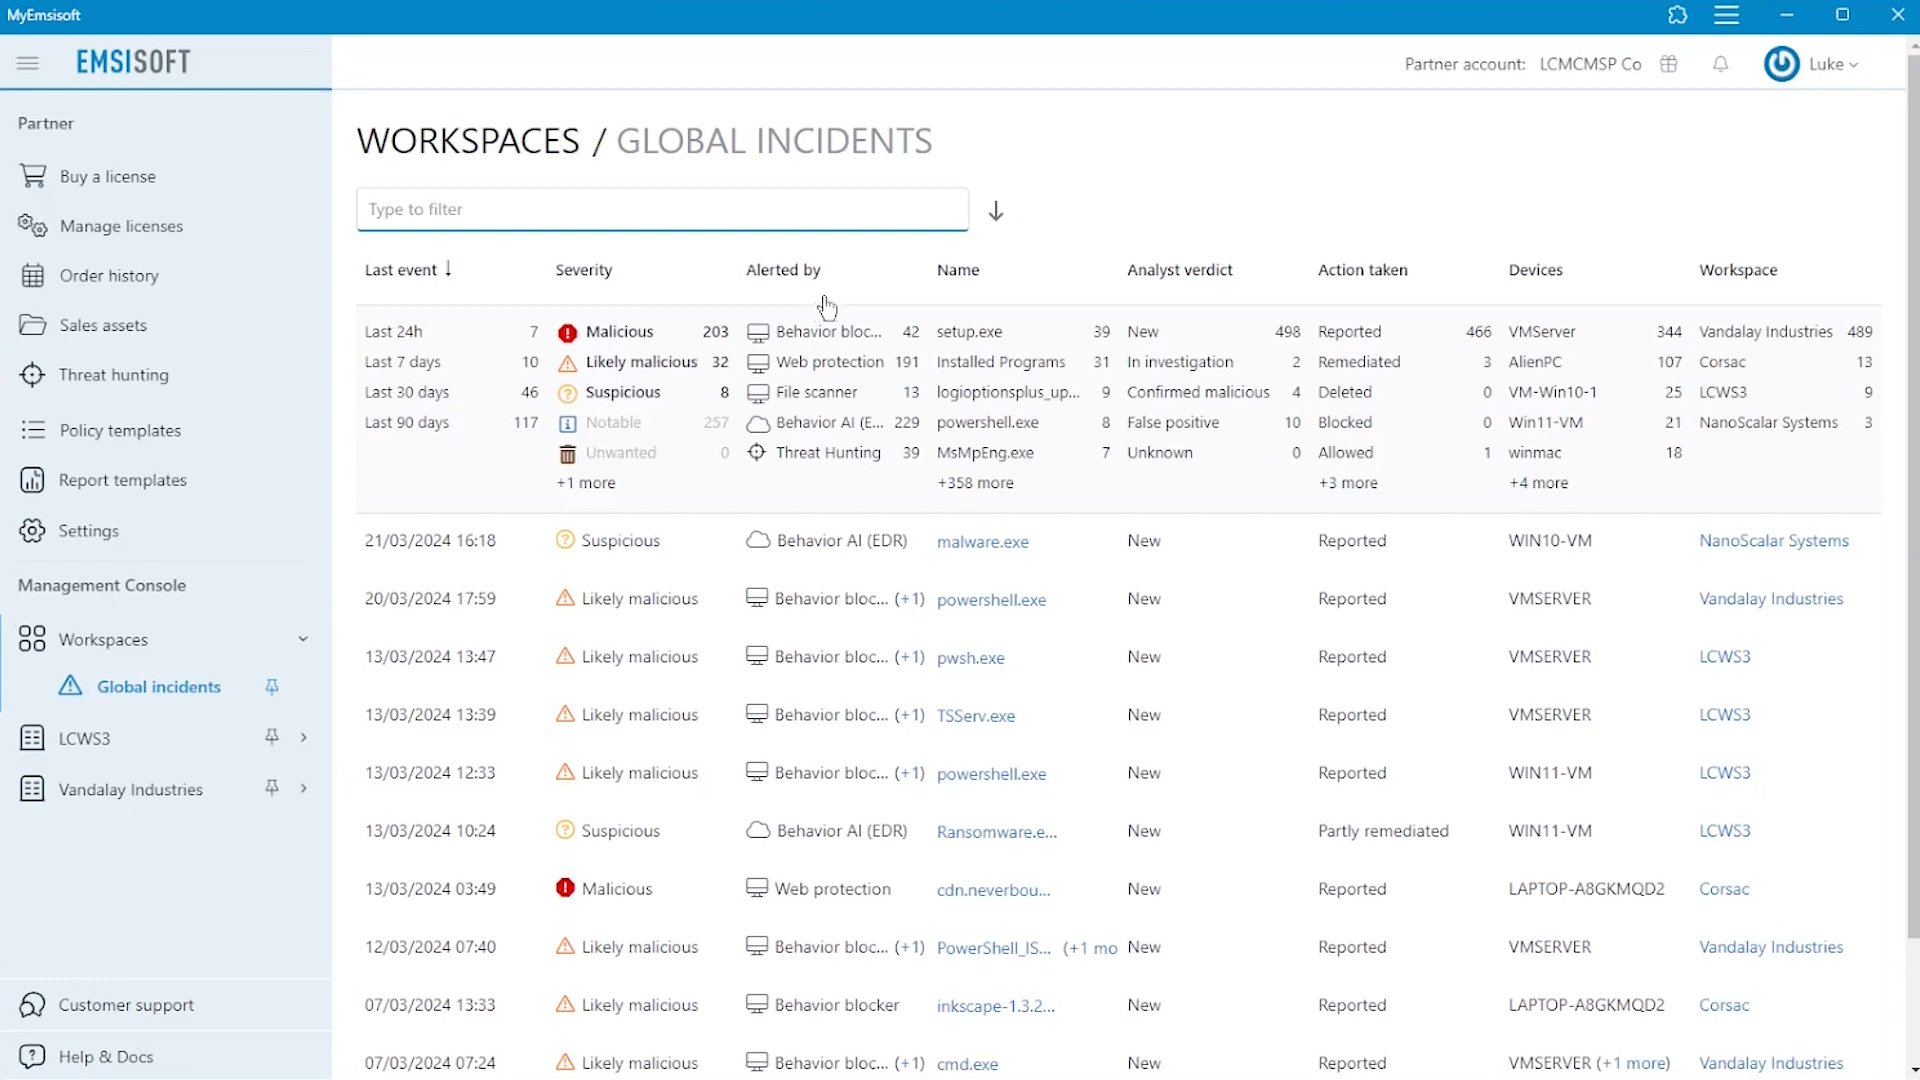 MyEmsisoft
EMSISOFT
Partner account: LCMCMSP Co
Luke
Partner
Buy a license
Manage licenses
Order history
Sales assets
Threat hunting
Policy templates
Report templates
Settings
Management Console
Workspaces
Global incidents
LCWS3
Vandalay Industries
Customer support
Help & Docs
WORKSPACES / GLOBAL INCIDENTS
Type to filter
Last event Severity Alerted by Name Analyst verdict Action taken Devices Workspace
Last 24h 7 Malicious 203 Behavior bloc... 42 setup.exe 39 New 498 Reported 466 VMServer 344 Vandalay Industries 489
Last 7 days 10 Likely malicious 32 Web protection 191 Installed Programs 31 In investigation 2 Remediated 3 AlienPC 107 Corsac 13
Last 30 days 46 Suspicious 8 File scanner 13 logioptionsplus_up... 9 Confirmed malicious 4 Deleted 0 VM-Win10-1 25 LCWS3 9
Last 90 days 117 Notable 257 Behavior AI (E... 229 powershell.exe 8 False positive 10 Blocked 0 Win11-VM 21 NanoScalar Systems 3
Unwanted 0 Threat Hunting 39 MsMpEng.exe 7 Unknown 0 Allowed 1 winmac 18
+1 more +358 more +3 more +4 more
21/03/2024 16:18 Suspicious Behavior AI (EDR) malware.exe New Reported WIN10-VM NanoScalar Systems
20/03/2024 17:59 Likely malicious Behavior bloc... (+1) powershell.exe New Reported VMSERVER Vandalay Industries
13/03/2024 13:47 Likely malicious Behavior bloc... (+1) pwsh.exe New Reported VMSERVER LCWS3
13/03/2024 13:39 Likely malicious Behavior bloc... (+1) TSServ.exe New Reported VMSERVER LCWS3
13/03/2024 12:33 Likely malicious Behavior bloc... (+1) powershell.exe New Reported WIN11-VM LCWS3
13/03/2024 10:24 Suspicious Behavior AI (EDR) Ransomware.e... New Partly remediated WIN11-VM LCWS3
13/03/2024 03:49 Malicious Web protection cdn.neverbou... New Reported LAPTOP-A8GKMQD2 Corsac
12/03/2024 07:40 Likely malicious Behavior bloc... (+1) PowerShell_IS... (+1 mo New Reported VMSERVER Vandalay Industries
07/03/2024 13:33 Likely malicious Behavior blocker inkscape-1.3.2... New Reported LAPTOP-A8GKMQD2 Corsac
07/03/2024 07:24 Likely malicious Behavior bloc... (+1) cmd.exe New Reported VMSERVER (+1 more) Vandalay Industries